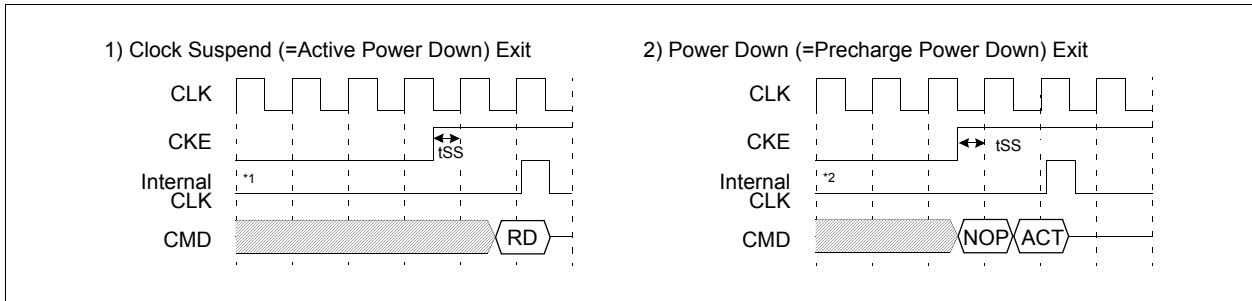 1) Clock Suspend (=Active Power Down) Exit
CLK
CKE
tSS
Internal
CLK
*1
CMD
RD
2) Power Down (=Precharge Power Down) Exit
CLK
CKE
tSS
Internal
CLK
*2
CMD
NOP
ACT